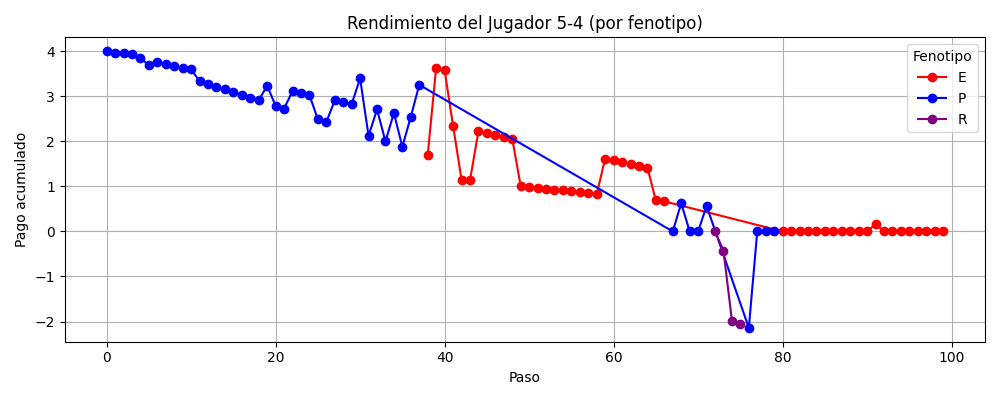 Rendimiento del Jugador 5-4 (por fenotipo)
Pago acumulado
4
3
2
1
0
−1
−2
0
20
40
60
80
100
Paso
Fenotipo
E
P
R